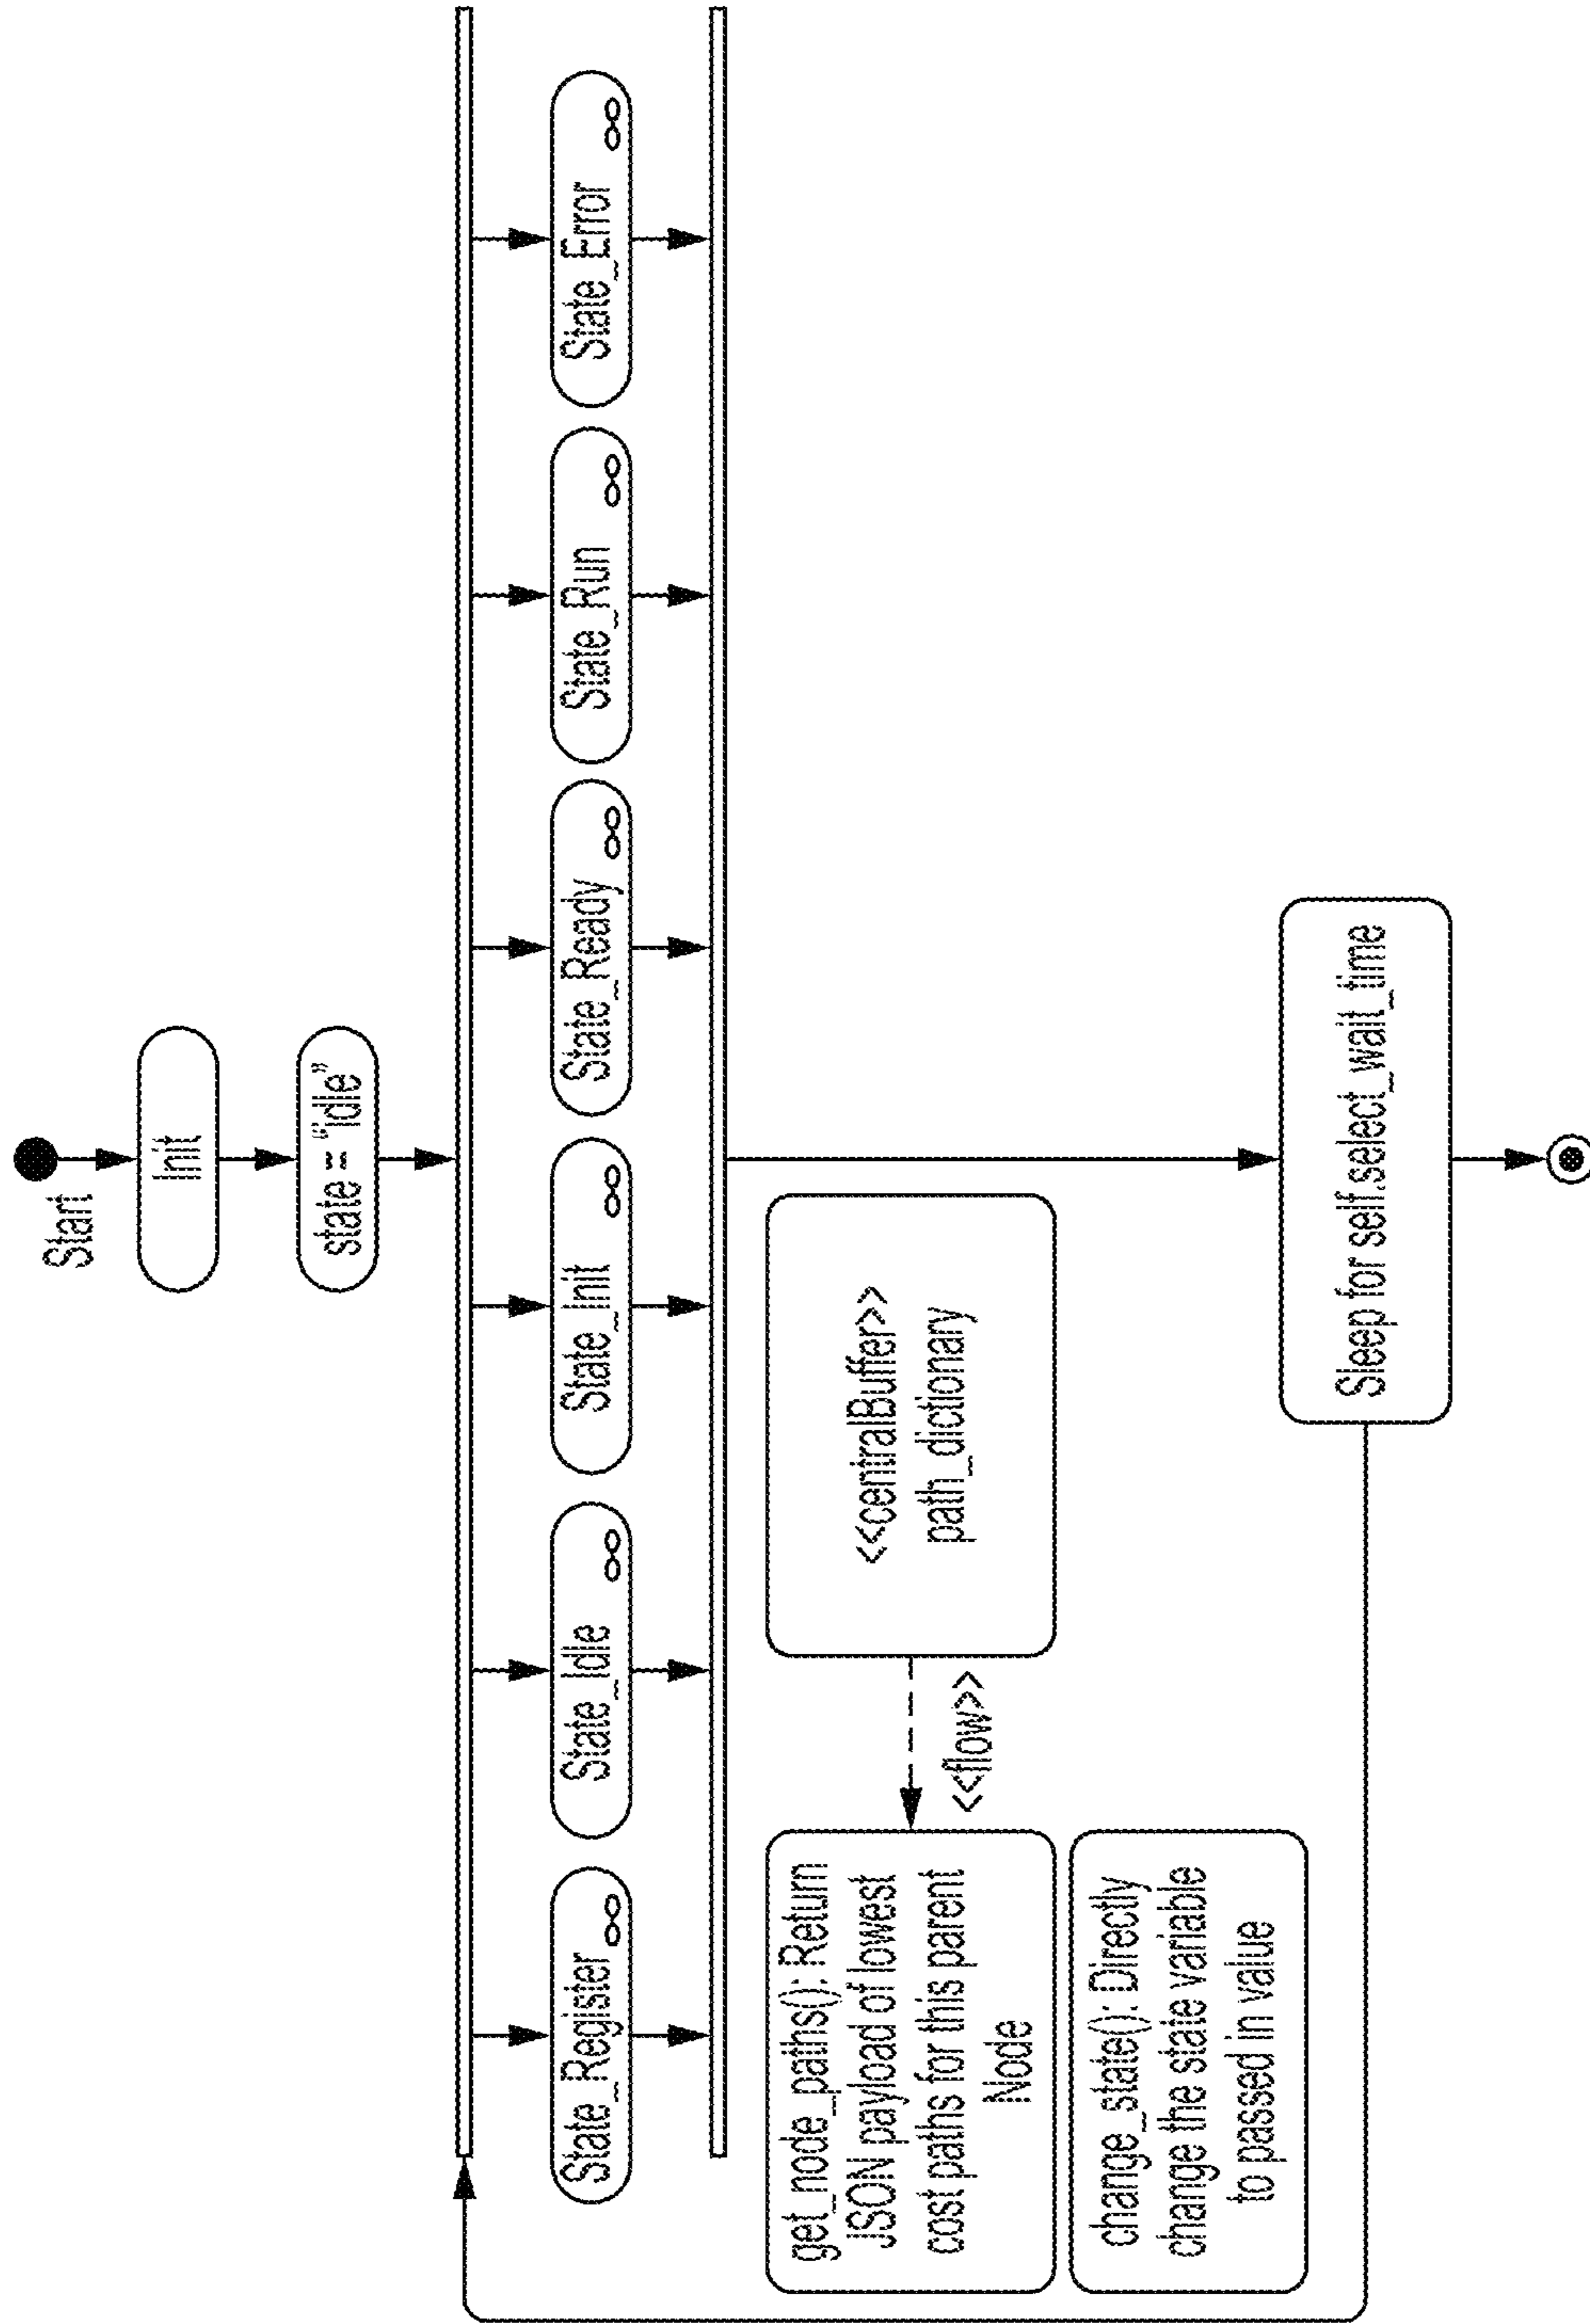 Start
Init
state = “idle”
State_Register
State_Idle
State_Init
State_Ready
State_Run
State_Error
get_node_paths(): Return
JSON payload of lowest
cost paths for this parent
Node
<<flow>>
<<centralBuffer>>
path_dictionary
change_state(): Directly
change the state variable
to passed in value
Sleep for self.select_wait_time